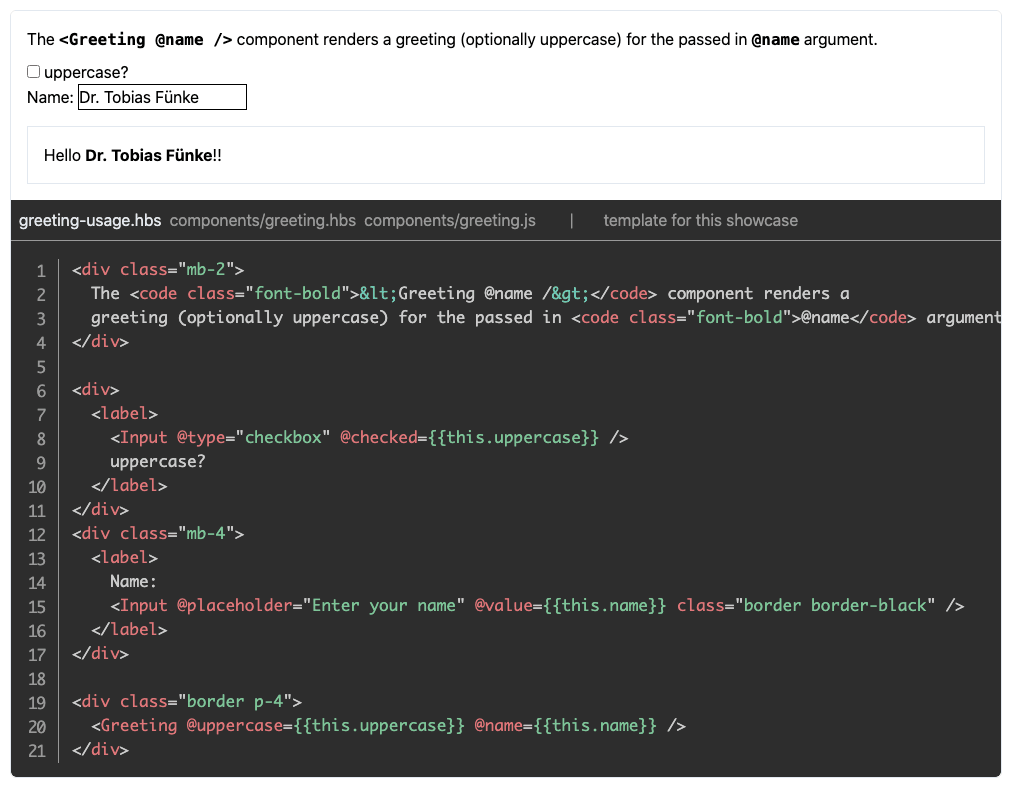 The <Greeting @name /> component renders a greeting (optionally uppercase) for the passed in @name argument.
uppercase?
Name: Dr. Tobias Fünke
Hello Dr. Tobias Fünke!!
greeting-usage.hbs components/greeting.hbs components/greeting.js | template for this showcase
1 <div class="mb-2">
2   The <code class="font-bold">&lt;Greeting @name /&gt;</code> component renders a
3   greeting (optionally uppercase) for the passed in <code class="font-bold">@name</code> argument
4 </div>
5
6 <div>
7   <label>
8     <Input @type="checkbox" @checked={{this.uppercase}} />
9     uppercase?
10   </label>
11 </div>
12 <div class="mb-4">
13   <label>
14     Name:
15     <Input @placeholder="Enter your name" @value={{this.name}} class="border border-black" />
16   </label>
17 </div>
18
19 <div class="border p-4">
20   <Greeting @uppercase={{this.uppercase}} @name={{this.name}} />
21 </div>